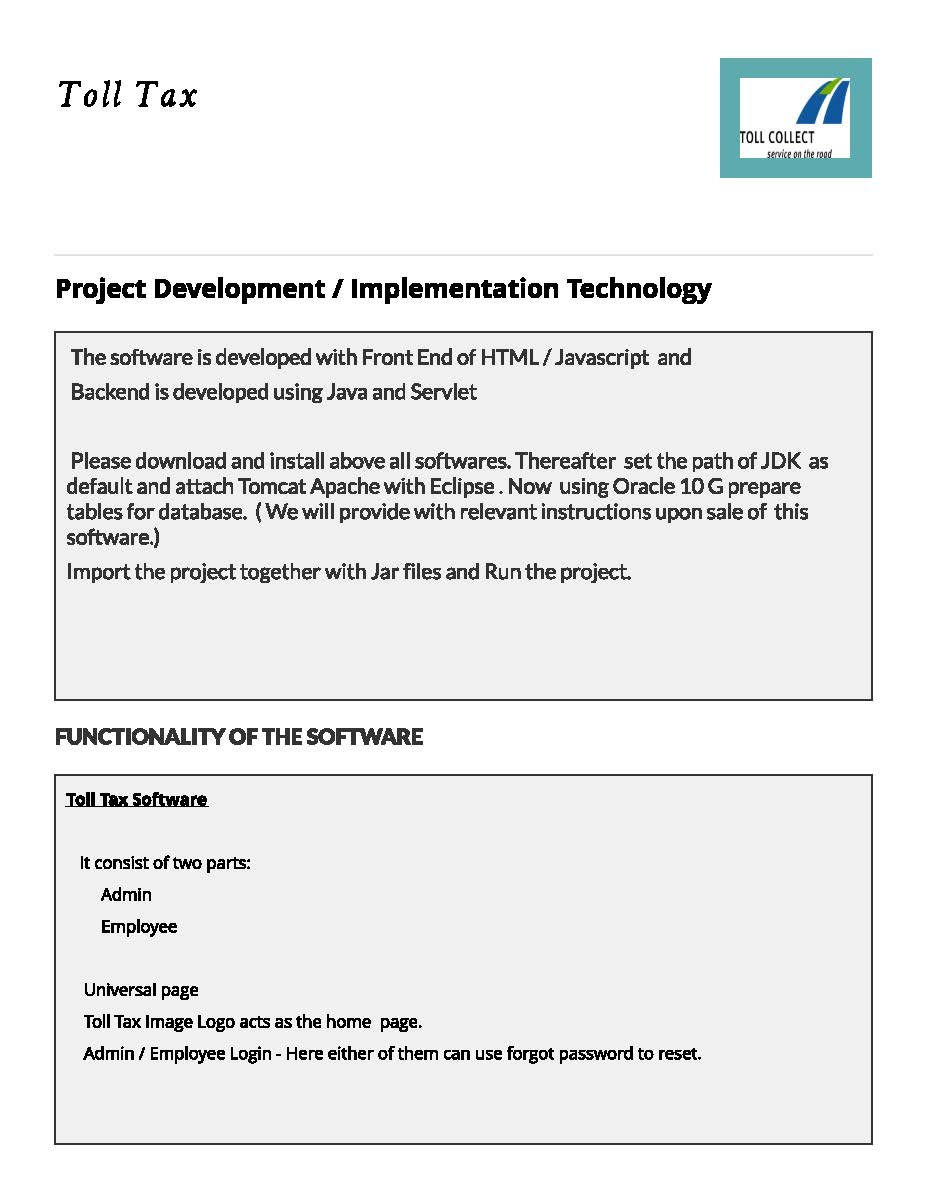 Toll Tax
TOLL COLLECT
service on the road
Project Development / Implementation Technology
The software is developed with Front End of HTML / Javascript and
Backend is developed using Java and Servlet
Please download and install above all softwares. Thereafter set the path of JDK as
default and attach Tomcat Apache with Eclipse . Now using Oracle 10 G prepare
tables for database. ( We will provide with relevant instructions upon sale of this
software.)
Import the project together with Jar files and Run the project.
FUNCTIONALITY OF THE SOFTWARE
Toll Tax Software
It consist of two parts:
Admin
Employee
Universal page
Toll Tax Image Logo acts as the home page.
Admin / Employee Login - Here either of them can use forgot password to reset.